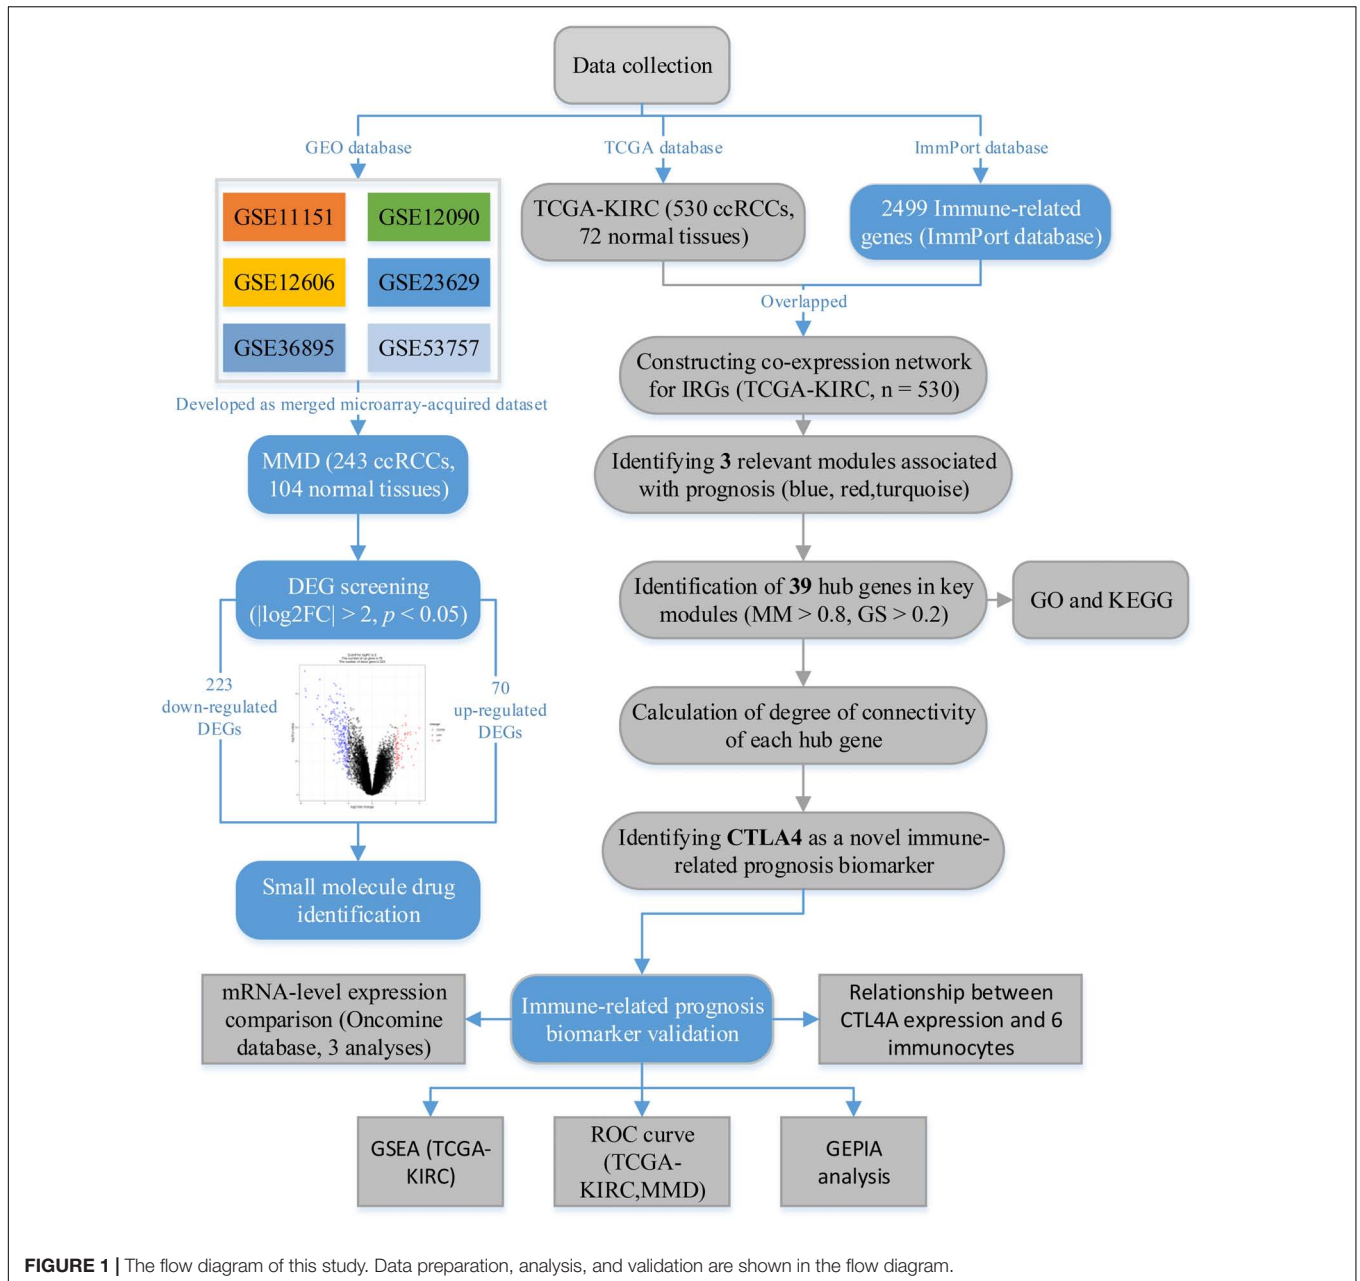 Data collection
GEO database
TCGA database
ImmPort database
GSE11151
GSE12090
GSE12606
GSE23629
GSE36895
GSE53757
TCGA-KIRC (530 ccRCCs,
72 normal tissues)
2499 Immune-related
genes (ImmPort database)
Overlapped
Developed as merged microarray-acquired dataset
MMD (243 ccRCCs,
104 normal tissues)
DEG screening
(|log2FC| > 2, p < 0.05)
223
down-regulated
DEGs
70
up-regulated
DEGs
Small molecule drug
identification
Constructing co-expression network
for IRGs (TCGA-KIRC, n = 530)
Identifying 3 relevant modules associated
with prognosis (blue, red,turquoise)
Identification of 39 hub genes in key
modules (MM > 0.8, GS > 0.2)
GO and KEGG
Calculation of degree of connectivity
of each hub gene
Identifying CTLA4 as a novel immune-
related prognosis biomarker
Immune-related prognosis
biomarker validation
mRNA-level expression
comparison (Oncomine
database, 3 analyses)
Relationship between
CTL4A expression and 6
immunocytes
GSEA (TCGA-
KIRC)
ROC curve
(TCGA-
KIRC,MMD)
GEPIA
analysis
FIGURE 1 | The flow diagram of this study. Data preparation, analysis, and validation are shown in the flow diagram.